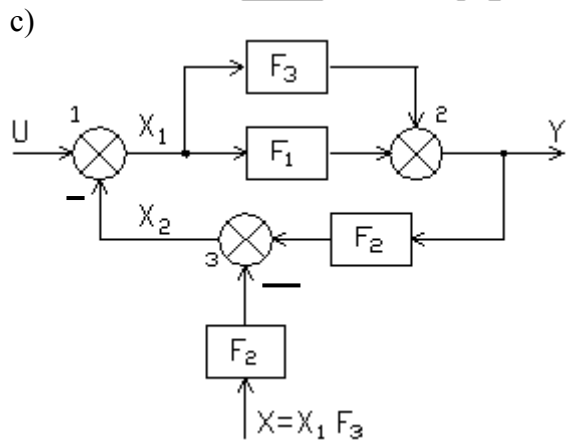 c)
F₃
1
2
U
X₁
F₁
Y
−
X₂
3
F₂
−
F₂
X=X₁ F₃